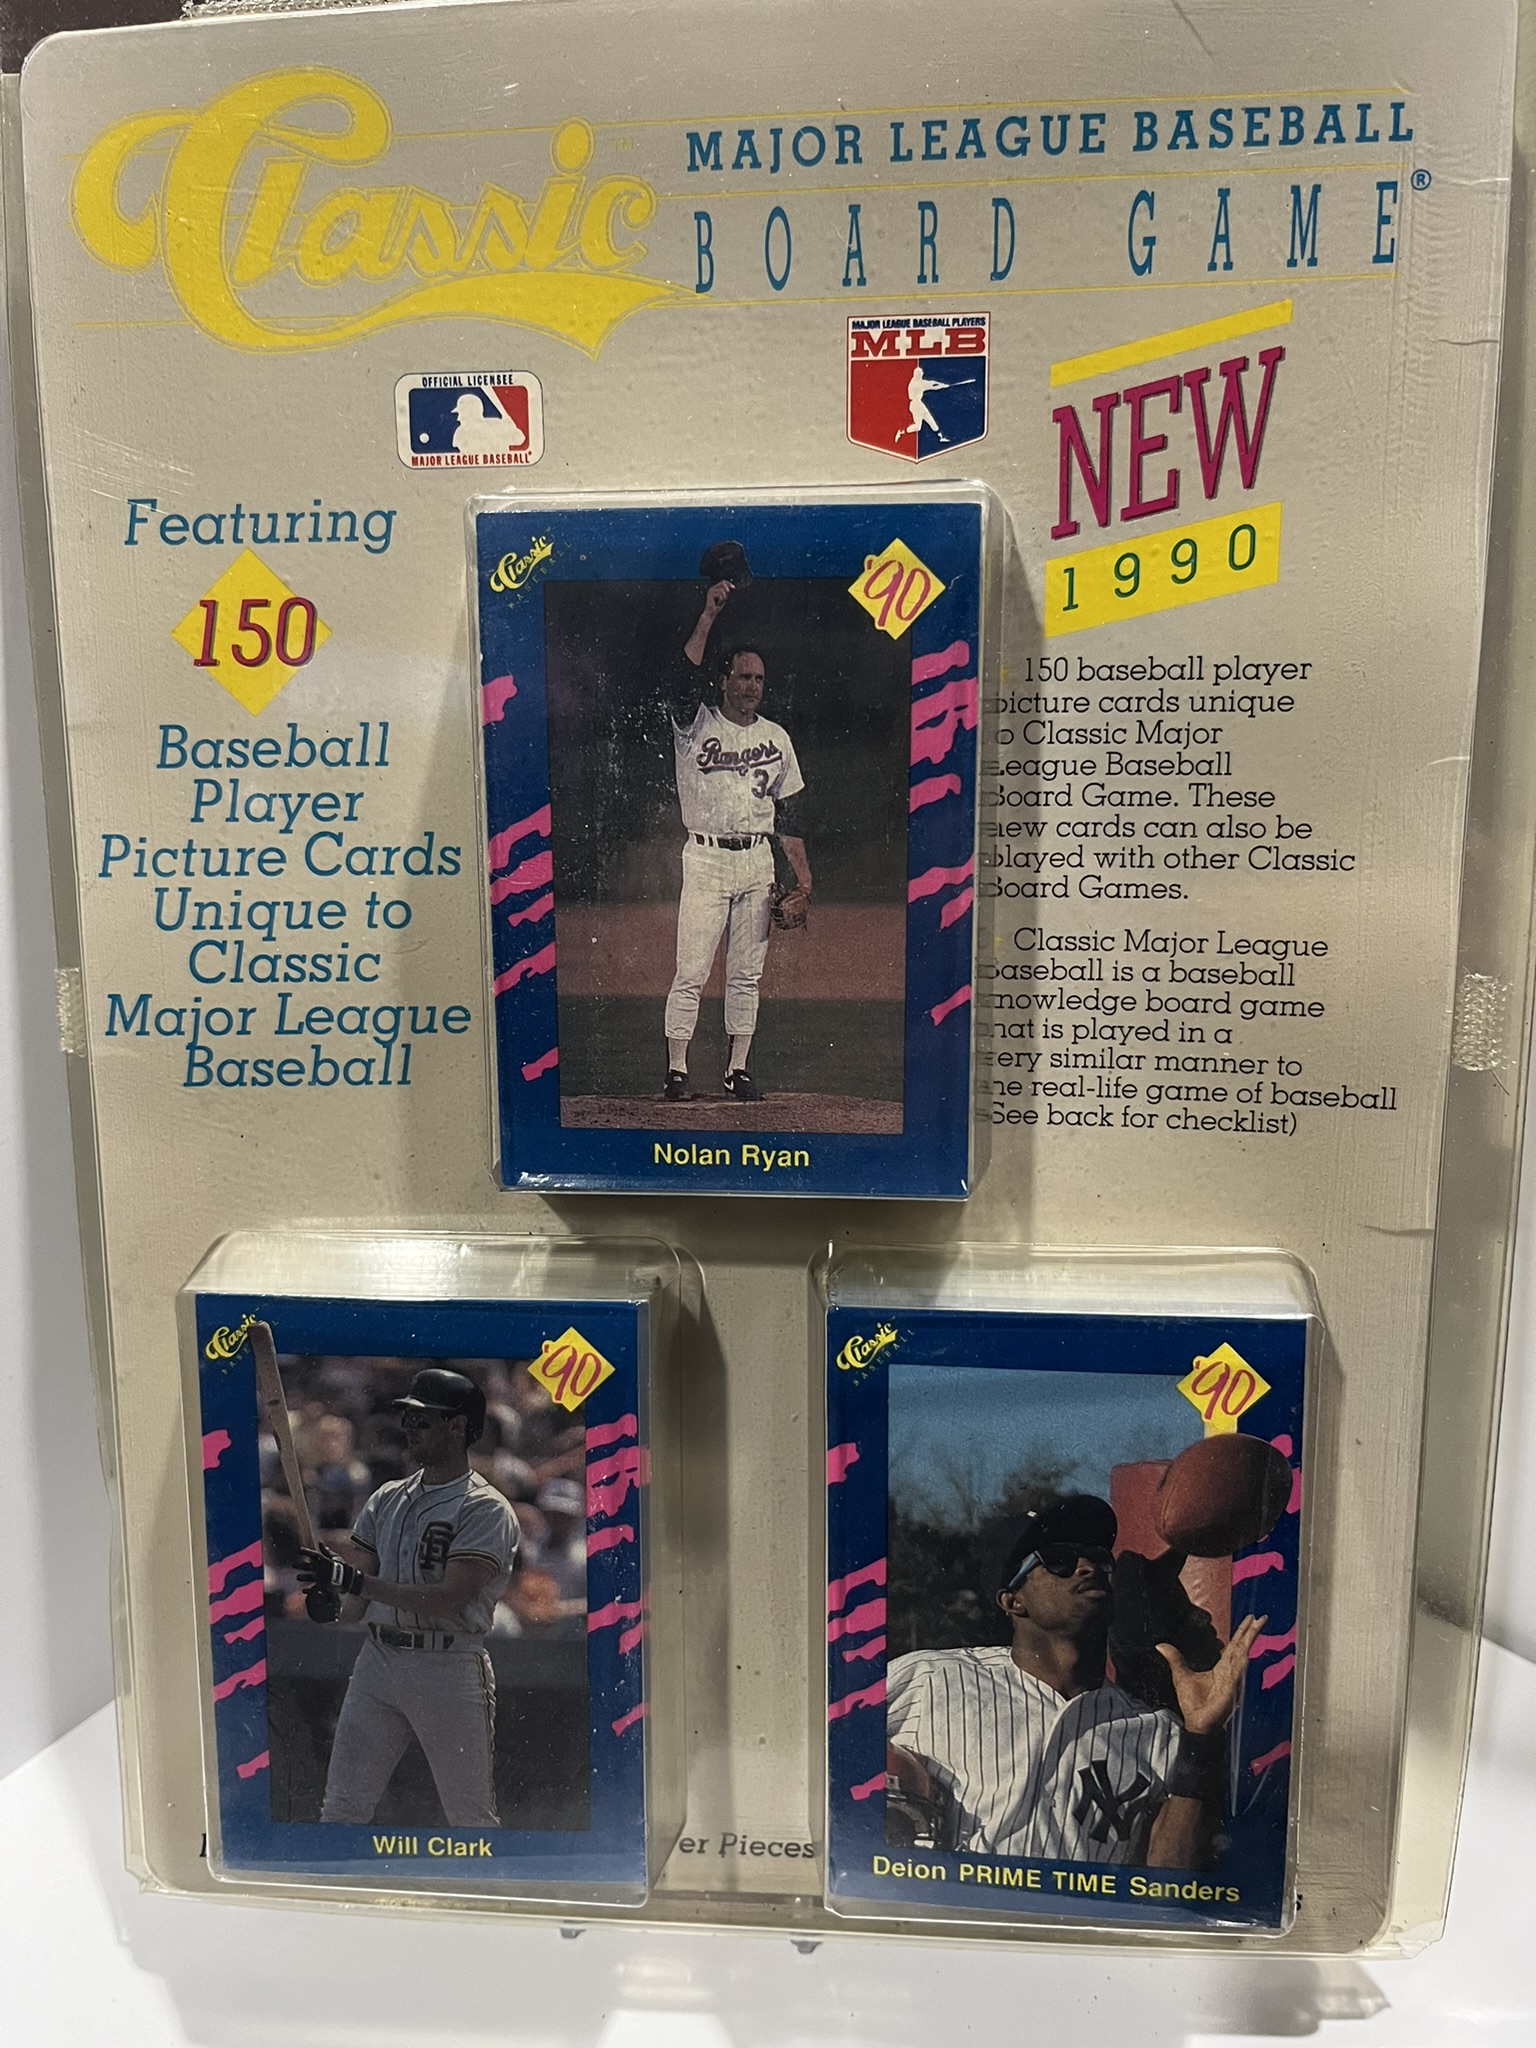 Classic™
MAJOR LEAGUE BASEBALL
BOARD GAME®
OFFICIAL LICENSEE
MAJOR LEAGUE BASEBALL
MAJOR LEAGUE BASEBALL PLAYERS
MLB
NEW
1990
Featuring
150
Baseball
Player
Picture Cards
Unique to
Classic
Major League
Baseball
150 baseball player
picture cards unique
to Classic Major
League Baseball
Board Game. These
new cards can also be
played with other Classic
Board Games.
Classic Major League
Baseball is a baseball
knowledge board game
that is played in a
very similar manner to
the real-life game of baseball
(See back for checklist)
Classic
BASEBALL
'90
Rangers
34
Nolan Ryan
Classic
BASEBALL
'90
SF
Will Clark
Classic
BASEBALL
'90
NY
Deion PRIME TIME Sanders
Pieces